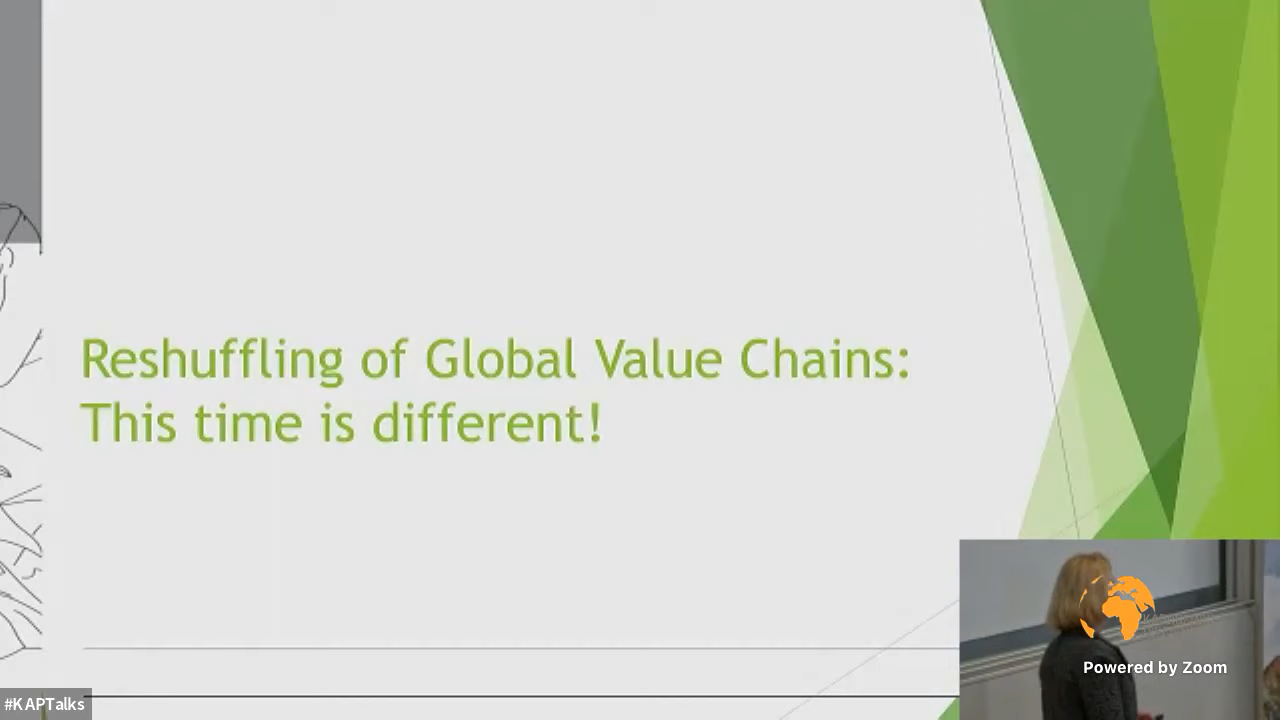 Reshuffling of Global Value Chains:
This time is different!
Powered by Zoom
#KAPTalks